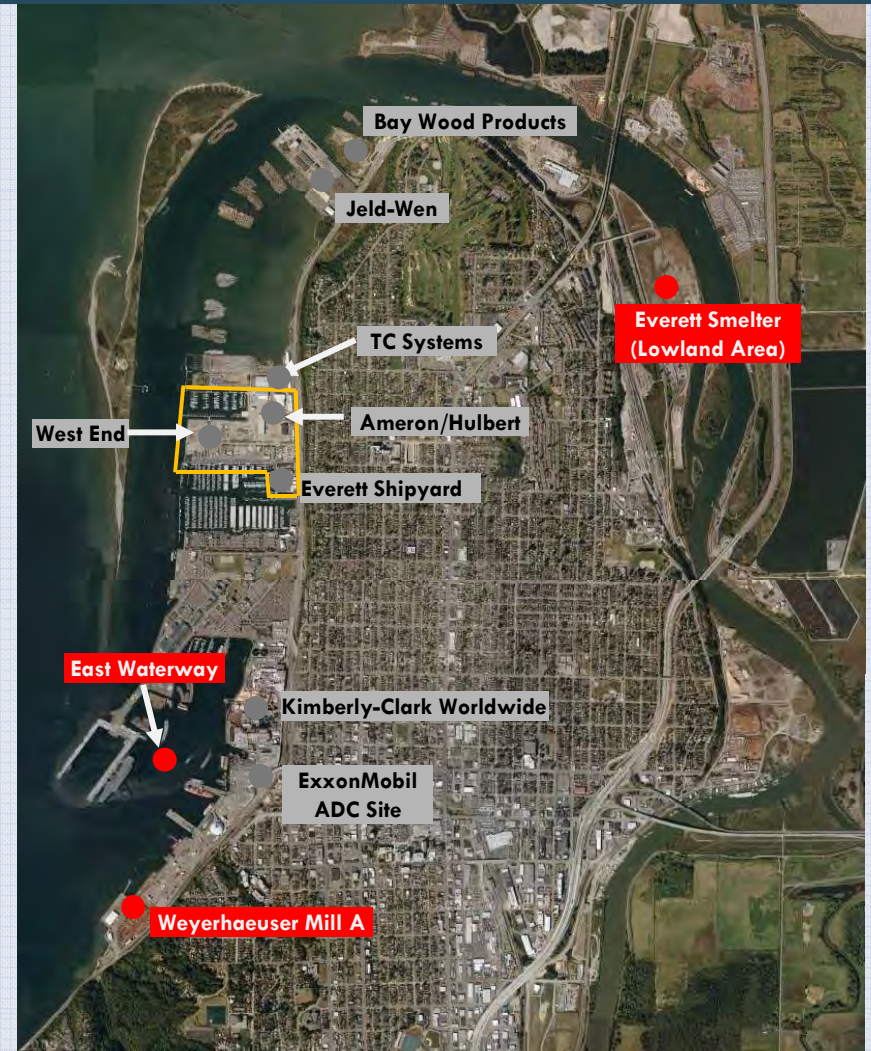 Bay Wood Products
Jeld-Wen
Everett Smelter
(Lowland Area)
TC Systems
Ameron/Hulbert
West End
Everett Shipyard
East Waterway
Kimberly-Clark Worldwide
ExxonMobil
ADC Site
Weyerhaeuser Mill A